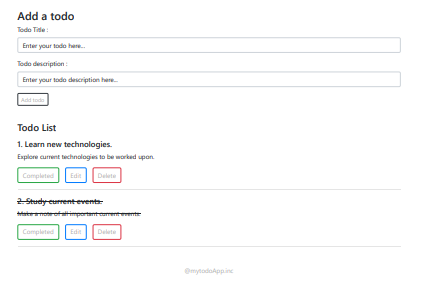 Add a todo
Todo Title :
Enter your todo here..
Todo description :
Enter your todo description here..
Add todo
Todo List
1. Learn new technologies.
Explore current technologies to be worked upon.
Completed Edit Delete
2. Study current events.
Make a note of all important current events.
Completed Edit Delete
@mytodoApp.inc